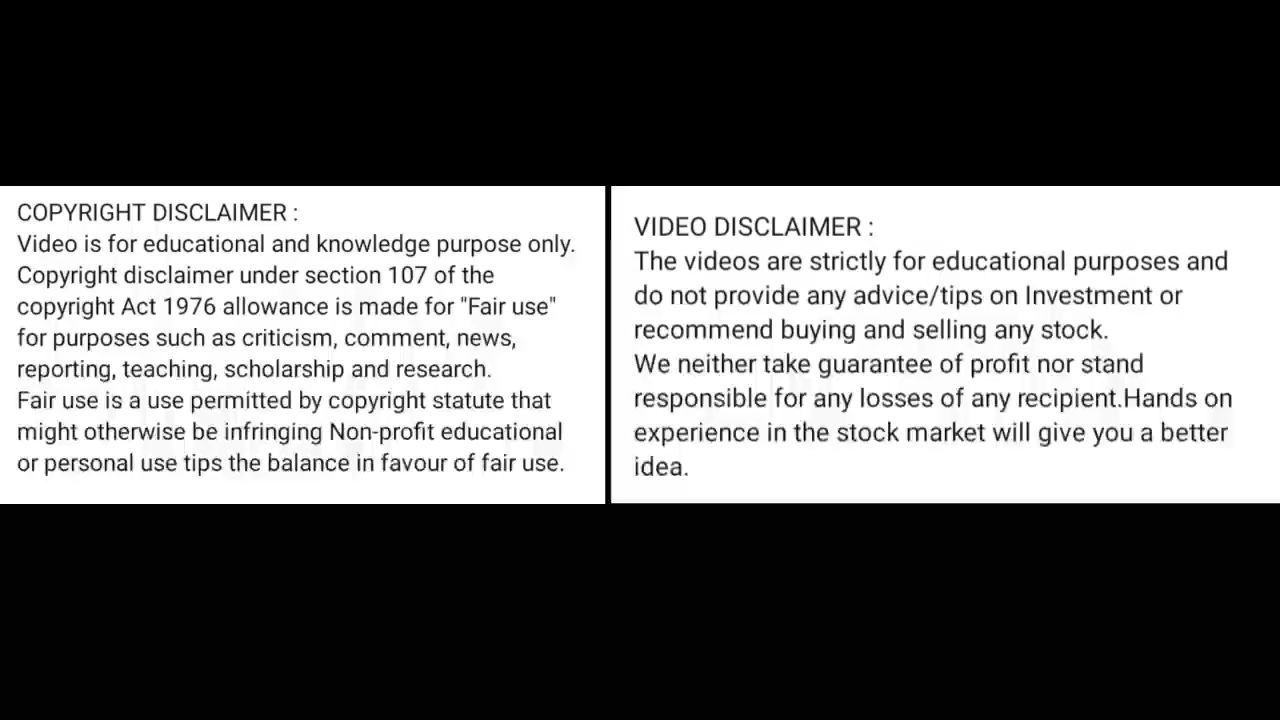 COPYRIGHT DISCLAIMER :
Video is for educational and knowledge purpose only.
Copyright disclaimer under section 107 of the
copyright Act 1976 allowance is made for "Fair use"
for purposes such as criticism, comment, news,
reporting, teaching, scholarship and research.
Fair use is a use permitted by copyright statute that
might otherwise be infringing Non-profit educational
or personal use tips the balance in favour of fair use.
VIDEO DISCLAIMER :
The videos are strictly for educational purposes and
do not provide any advice/tips on Investment or
recommend buying and selling any stock.
We neither take guarantee of profit nor stand
responsible for any losses of any recipient.Hands on
experience in the stock market will give you a better
idea.